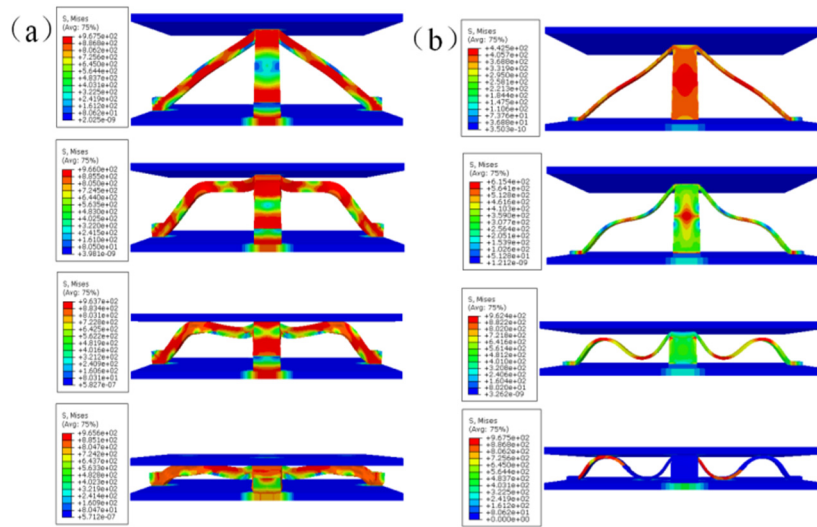 (a)
S, Mises
(Avg: 75%)
+9.675e+02
+8.868e+02
+8.062e+02
+7.256e+02
+6.450e+02
+5.644e+02
+4.837e+02
+4.031e+02
+3.225e+02
+2.419e+02
+1.612e+02
+8.062e+01
+2.025e-09
S, Mises
(Avg: 75%)
+9.660e+02
+8.855e+02
+8.050e+02
+7.245e+02
+6.440e+02
+5.635e+02
+4.830e+02
+4.025e+02
+3.220e+02
+2.415e+02
+1.610e+02
+8.050e+01
+3.981e-09
S, Mises
(Avg: 75%)
+9.637e+02
+8.834e+02
+8.031e+02
+7.228e+02
+6.425e+02
+5.622e+02
+4.819e+02
+4.016e+02
+3.212e+02
+2.409e+02
+1.606e+02
+8.031e+01
+5.827e-07
S, Mises
(Avg: 75%)
+9.656e+02
+8.851e+02
+8.047e+02
+7.242e+02
+6.437e+02
+5.633e+02
+4.828e+02
+4.023e+02
+3.219e+02
+2.414e+02
+1.609e+02
+8.047e+01
+5.712e-07
(b)
S, Mises
(Avg: 75%)
+4.425e+02
+4.057e+02
+3.688e+02
+3.319e+02
+2.950e+02
+2.581e+02
+2.213e+02
+1.844e+02
+1.475e+02
+1.106e+02
+7.376e+01
+3.688e+01
+3.503e-10
S, Mises
(Avg: 75%)
+6.154e+02
+5.641e+02
+5.128e+02
+4.616e+02
+4.103e+02
+3.590e+02
+3.077e+02
+2.564e+02
+2.051e+02
+1.539e+02
+1.026e+02
+5.128e+01
+1.212e-09
S, Mises
(Avg: 75%)
+9.624e+02
+8.822e+02
+8.020e+02
+7.218e+02
+6.416e+02
+5.614e+02
+4.812e+02
+4.010e+02
+3.208e+02
+2.406e+02
+1.604e+02
+8.020e+01
+3.262e-09
S, Mises
(Avg: 75%)
+9.675e+02
+8.868e+02
+8.062e+02
+7.256e+02
+6.450e+02
+5.644e+02
+4.837e+02
+4.031e+02
+3.225e+02
+2.419e+02
+1.612e+02
+8.062e+01
+0.000e+00